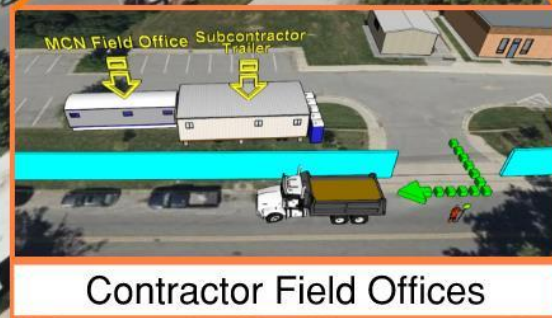 MCN Field Office
Subcontractor
Trailer
Contractor Field Offices